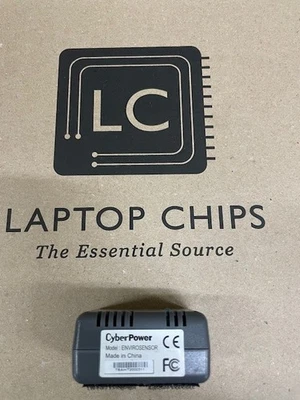 LC
LAPTOP CHIPS
The Essential Source
CyberPower
Model : ENVIROSENSOR
Made in China
CE
FC